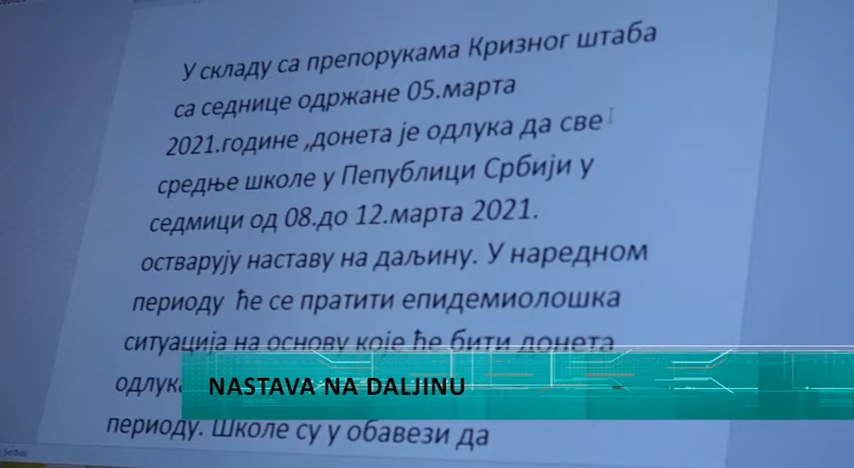 У складу са препорукама Кризног штаба
са седнице одржане 05.марта
2021.године ,донета је одлука да све
средње школе у Пепублици Србији у
седмици од 08.до 12.марта 2021.
остварују наставу на даљину. У наредном
периоду ће се пратити епидемиолошка
ситуација на основу које ће бити донета
NASTAVA NA DALJINU
периоду. Школе су у обавези да